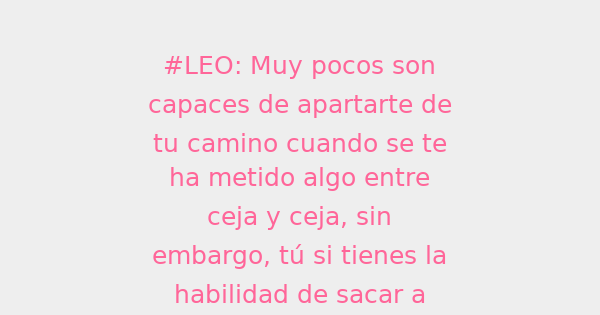 #LEO: Muy pocos son
capaces de apartarte de
tu camino cuando se te
ha metido algo entre
ceja y ceja, sin
embargo, tú si tienes la
habilidad de sacar a